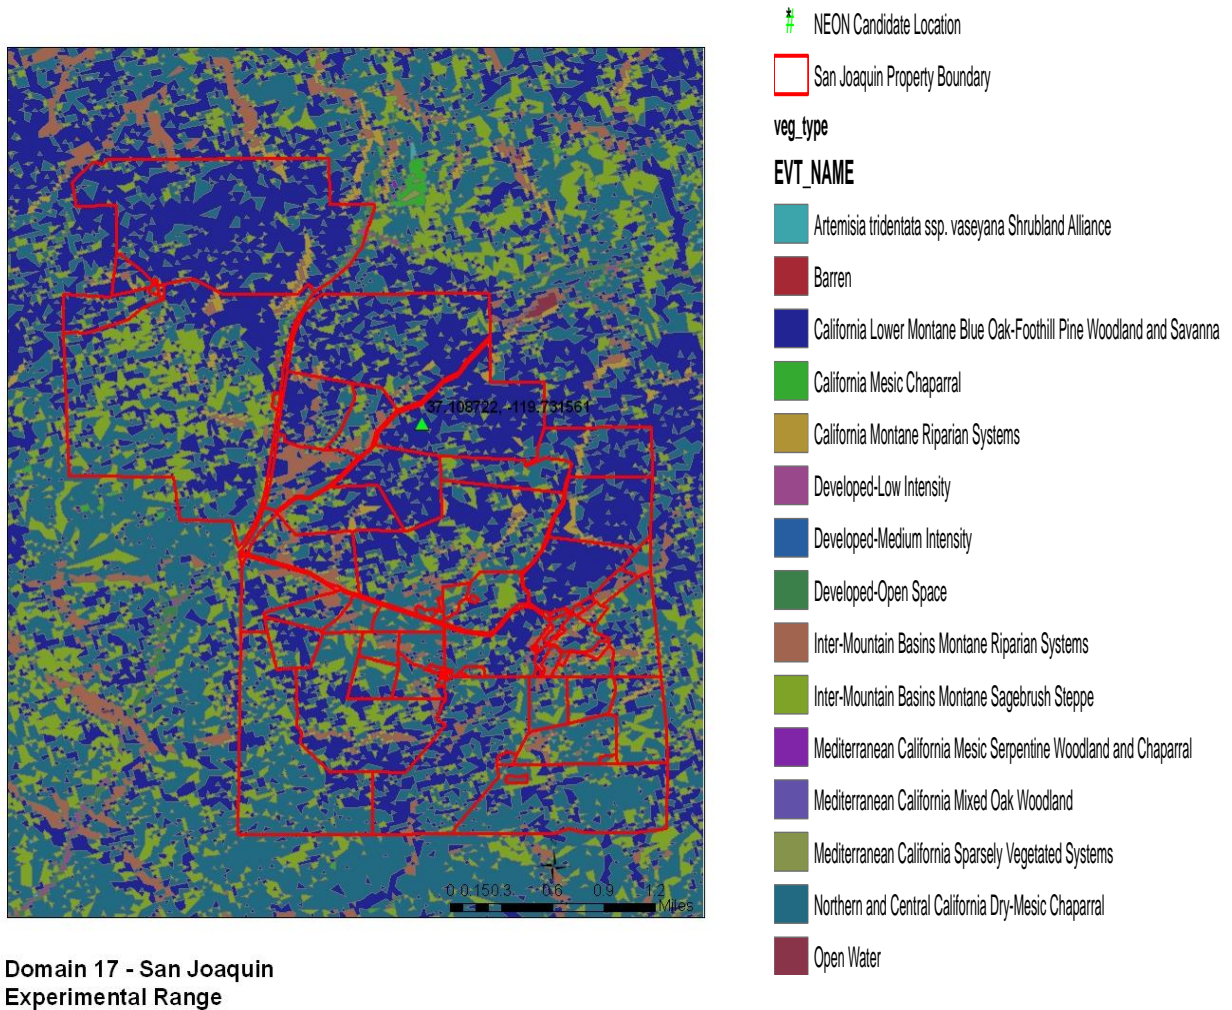 NEON Candidate Location
San Joaquin Property Boundary
veg_type
EVT_NAME
Artemisia tridentata ssp. vaseyana Shrubland Alliance
Barren
California Lower Montane Blue Oak-Foothill Pine Woodland and Savanna
California Mesic Chaparral
California Montane Riparian Systems
Developed-Low Intensity
Developed-Medium Intensity
Developed-Open Space
Inter-Mountain Basins Montane Riparian Systems
Inter-Mountain Basins Montane Sagebrush Steppe
Mediterranean California Mesic Serpentine Woodland and Chaparral
Mediterranean California Mixed Oak Woodland
Mediterranean California Sparsely Vegetated Systems
Northern and Central California Dry-Mesic Chaparral
Open Water
37.108722, -119.731561
0 0.150.3 0.6 0.9 1.2
Miles
Domain 17 - San Joaquin
Experimental Range